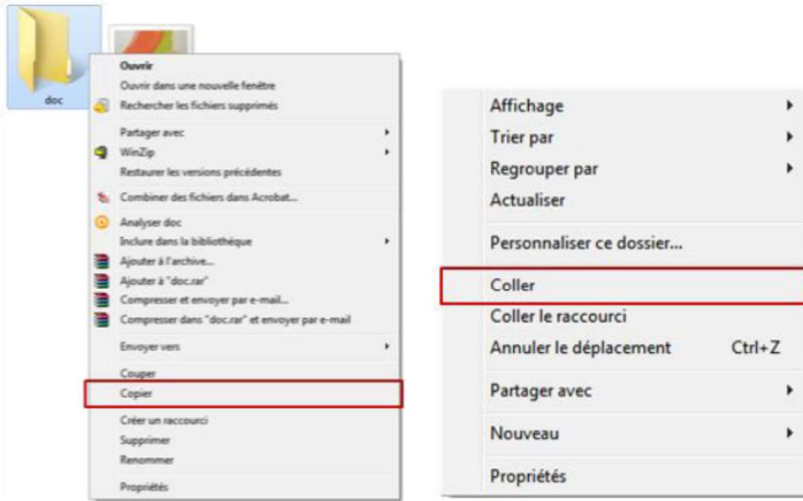 doc
Ouvrir
Ouvrir dans une nouvelle fenêtre
Rechercher les fichiers supprimés
Partager avec
WinZip
Restaurer les versions précédentes
Combiner des fichiers dans Acrobat...
Analyser doc
Inclure dans la bibliothèque
Ajouter à l'archive...
Ajouter à "doc.rar"
Compresser et envoyer par e-mail...
Compresser dans "doc.rar" et envoyer par e-mail
Envoyer vers
Couper
Copier
Créer un raccourci
Supprimer
Renommer
Propriétés
Affichage
Trier par
Regrouper par
Actualiser
Personnaliser ce dossier...
Coller
Coller le raccourci
Annuler le déplacement Ctrl+Z
Partager avec
Nouveau
Propriétés